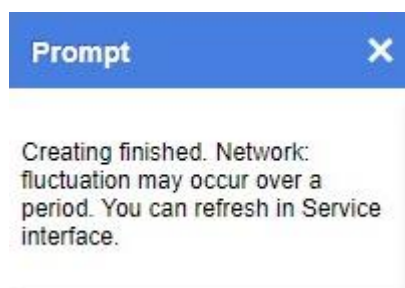 Prompt
Creating finished. Network:
fluctuation may occur over a
period. You can refresh in Service
interface.